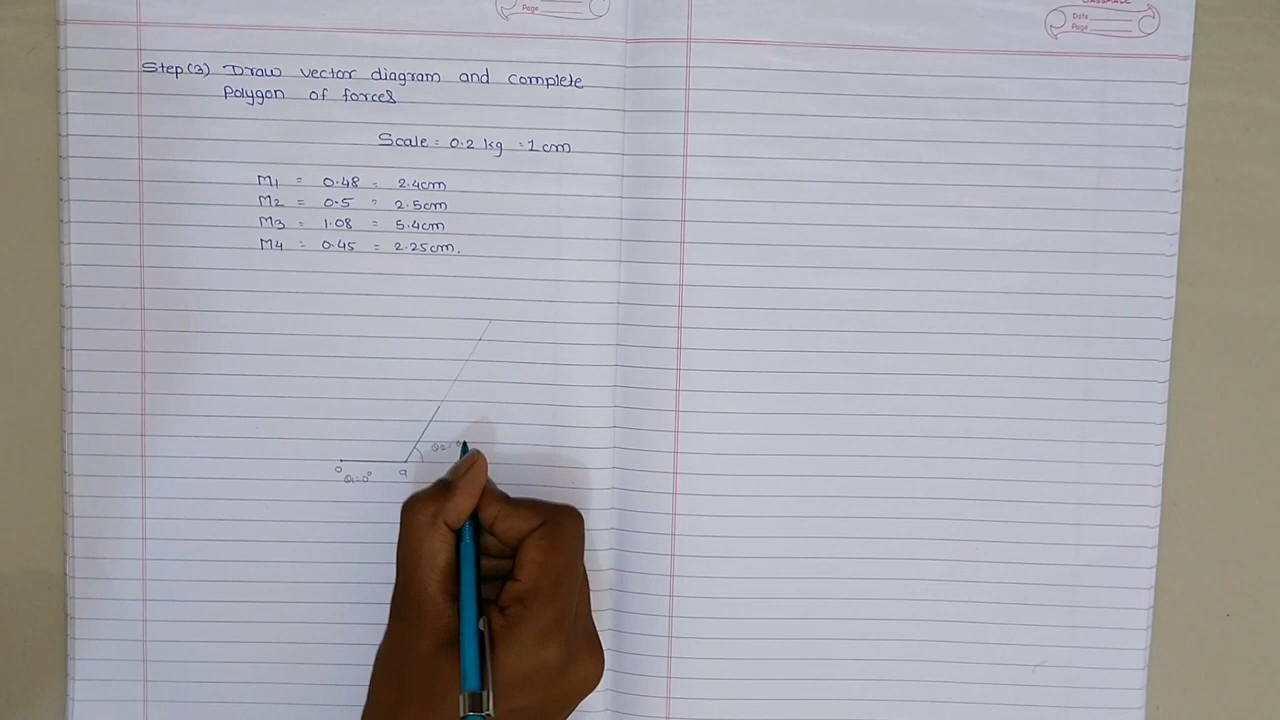 Page
Date
Page
Step(3) Draw vector diagram and complete
Polygon of forces
Scale = 0.2 kg = 1 cm
M1 = 0.48 = 2.4cm
M2 = 0.5 = 2.5cm
M3 = 1.08 = 5.4cm
M4 = 0.45 = 2.25cm.
θ2 =
o
a
θ1=0°